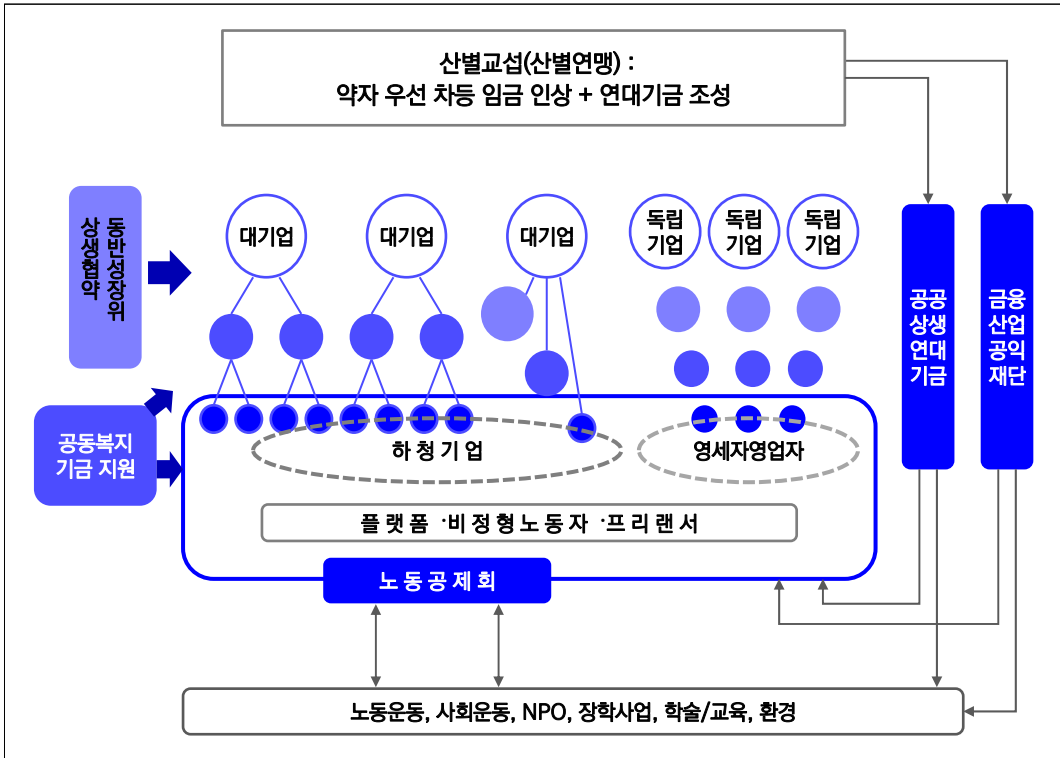 산별교섭(산별연맹) :
약자 우선 차등 임금 인상 + 연대기금 조성
동반성장위
상생협약
대기업
대기업
대기업
독립
기업
독립
기업
독립
기업
공공
상생
연대
기금
금융
산업
공익
재단
공동복지
기금 지원
하 청 기 업
영세자영업자
플 랫 폼 ·비 정 형 노 동 자 ·프 리 랜 서
노 동 공 제 회
노동운동, 사회운동, NPO, 장학사업, 학술/교육, 환경